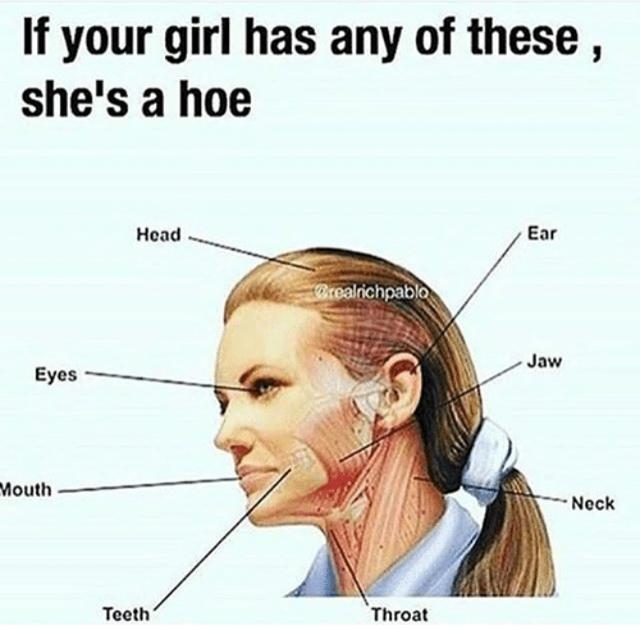 If your girl has any of these ,
she's a hoe
Head
Ear
@realrichpablo
Eyes
Jaw
Mouth
Neck
Teeth
Throat